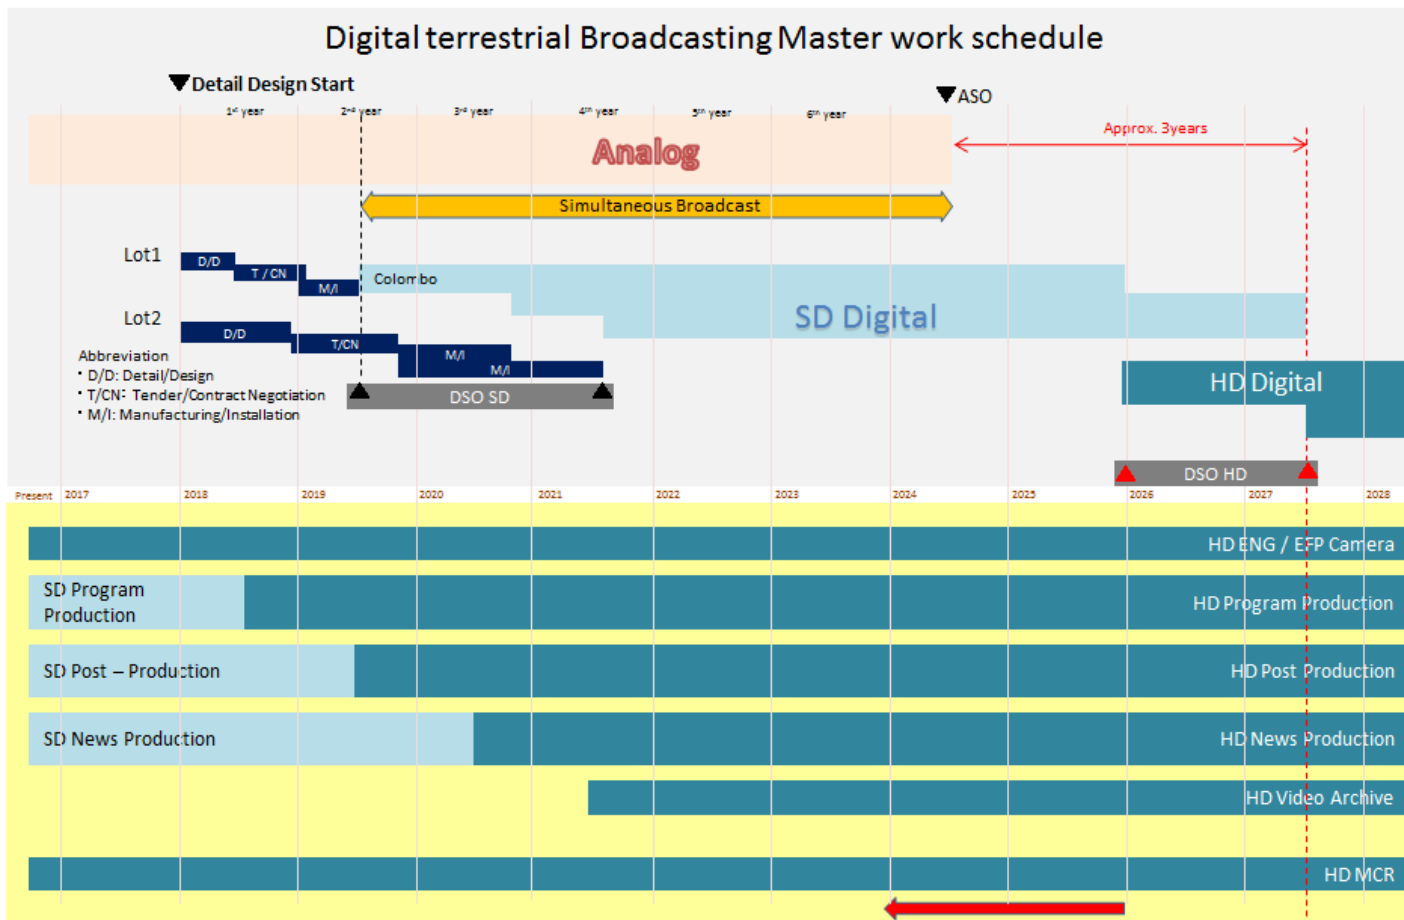 Digital terrestrial Broadcasting Master work schedule
▼Detail Design Start
▼ASO
1st year 2nd year 3rd year 4th year 5th year 6th year
Approx. 3years
Analog
Simultaneous Broadcast
Lot1
D/D
T / CN
M/I
Colombo
SD Digital
Lot2
D/D
T/CN
M/I
M/I
Abbreviation
・D/D: Detail/Design
・T/CN: Tender/Contract Negotiation
・M/I: Manufacturing/Installation
DSO SD
HD Digital
DSO HD
Present 2017 2018 2019 2020 2021 2022 2023 2024 2025 2026 2027 2028
HD ENG / EFP Camera
SD Program
Production
HD Program Production
SD Post – Production
HD Post Production
SD News Production
HD News Production
HD Video Archive
HD MCR